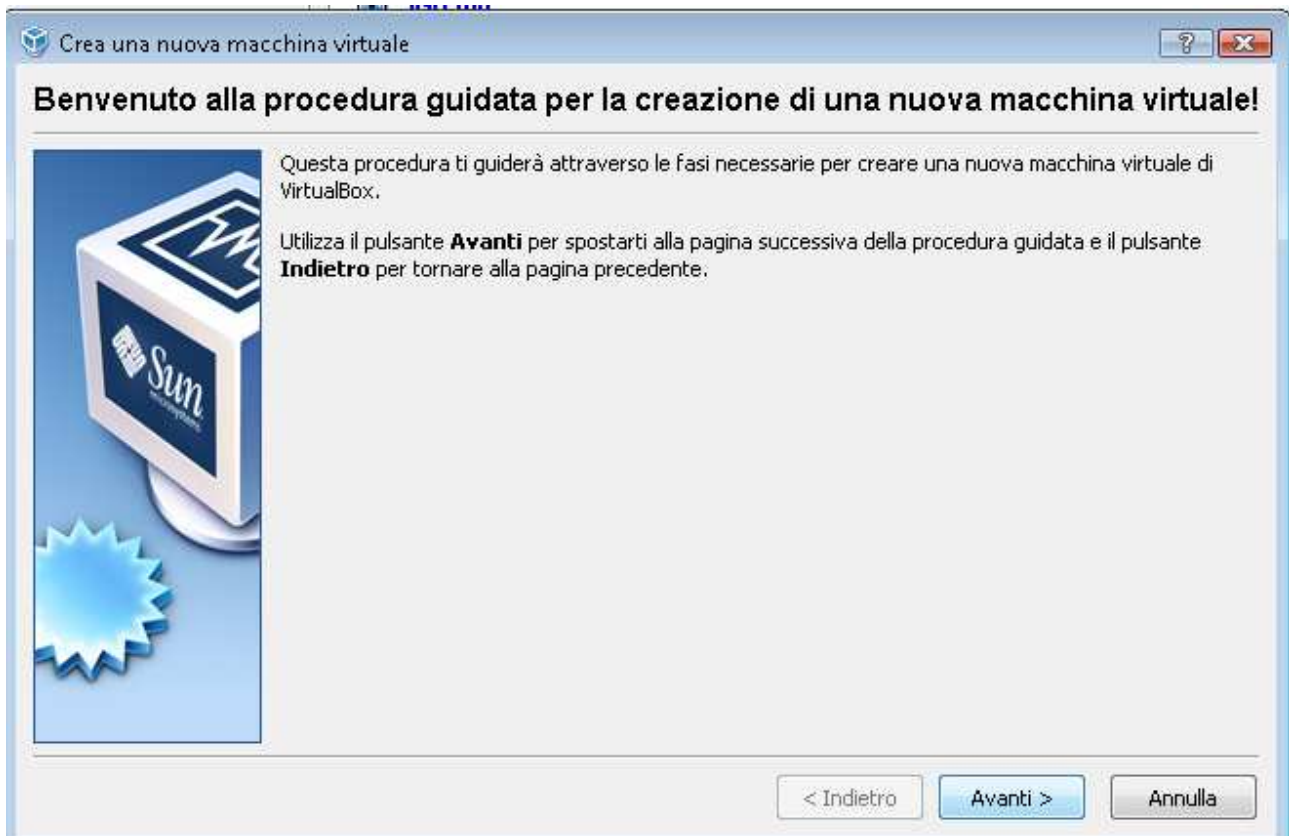 Crea una nuova macchina virtuale
Benvenuto alla procedura guidata per la creazione di una nuova macchina virtuale!
Questa procedura ti guiderà attraverso le fasi necessarie per creare una nuova macchina virtuale di
VirtualBox.
Utilizza il pulsante Avanti per spostarti alla pagina successiva della procedura guidata e il pulsante
Indietro per tornare alla pagina precedente.
Sun
microsystems
< Indietro
Avanti >
Annulla